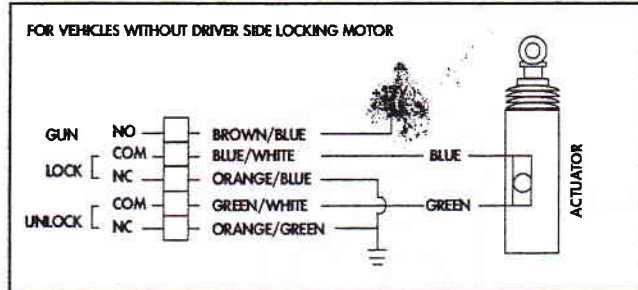 FOR VEHICLES WITHOUT DRIVER SIDE LOCKING MOTOR
GUN NO BROWN/BLUE
LOCK COM BLUE/WHITE BLUE
NC ORANGE/BLUE
UNLOCK COM GREEN/WHITE GREEN
NC ORANGE/GREEN
ACTUATOR